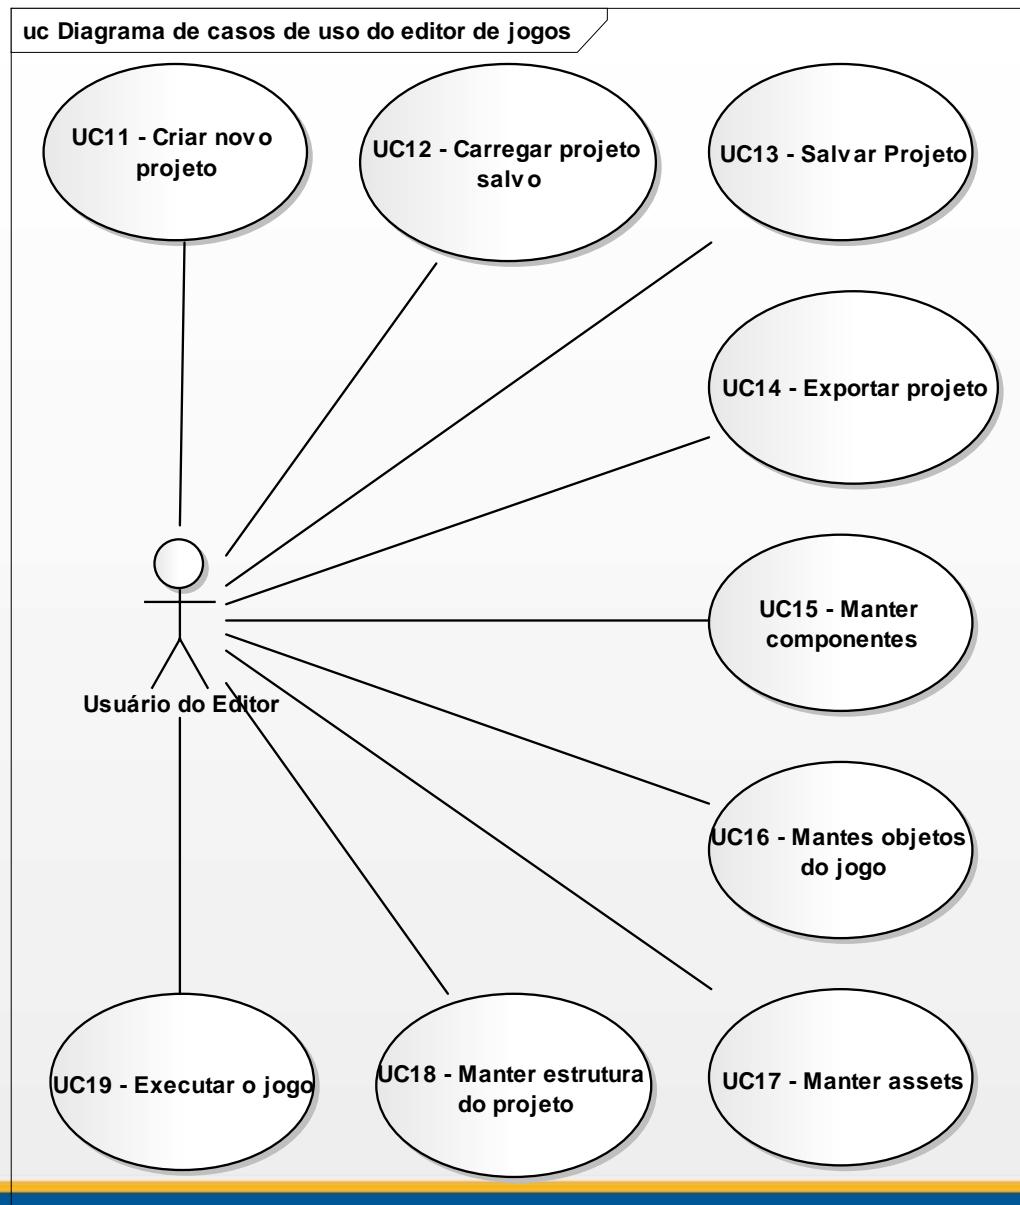 uc Diagrama de casos de uso do editor de jogos
UC11 - Criar novo
projeto
UC12 - Carregar projeto
salvo
UC13 - Salvar Projeto
UC14 - Exportar projeto
UC15 - Manter
componentes
Usuário do Editor
UC16 - Mantes objetos
do jogo
UC19 - Executar o jogo
UC18 - Manter estrutura
do projeto
UC17 - Manter assets